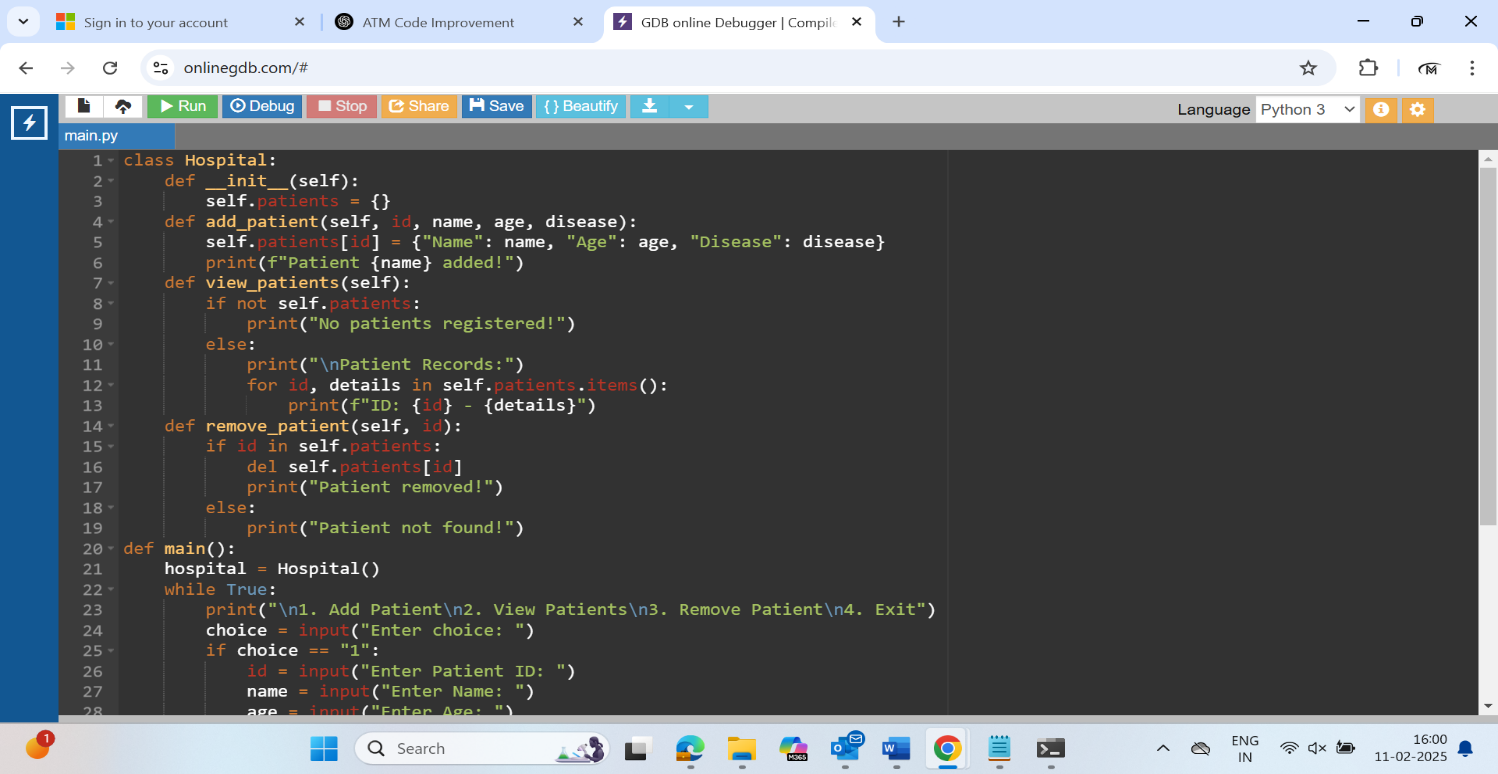 Sign in to your account
ATM Code Improvement
GDB online Debugger | Compile
onlinegdb.com/#
Run Debug Stop Share Save { } Beautify
Language Python 3
main.py
1 class Hospital:
2     def __init__(self):
3         self.patients = {}
4     def add_patient(self, id, name, age, disease):
5         self.patients[id] = {"Name": name, "Age": age, "Disease": disease}
6         print(f"Patient {name} added!")
7     def view_patients(self):
8         if not self.patients:
9             print("No patients registered!")
10         else:
11             print("\nPatient Records:")
12             for id, details in self.patients.items():
13                 print(f"ID: {id} - {details}")
14     def remove_patient(self, id):
15         if id in self.patients:
16             del self.patients[id]
17             print("Patient removed!")
18         else:
19             print("Patient not found!")
20 def main():
21     hospital = Hospital()
22     while True:
23         print("\n1. Add Patient\n2. View Patients\n3. Remove Patient\n4. Exit")
24         choice = input("Enter choice: ")
25         if choice == "1":
26             id = input("Enter Patient ID: ")
27             name = input("Enter Name: ")
28             age = input("Enter Age: ")
1
Search
M365
ENG
IN
16:00
11-02-2025